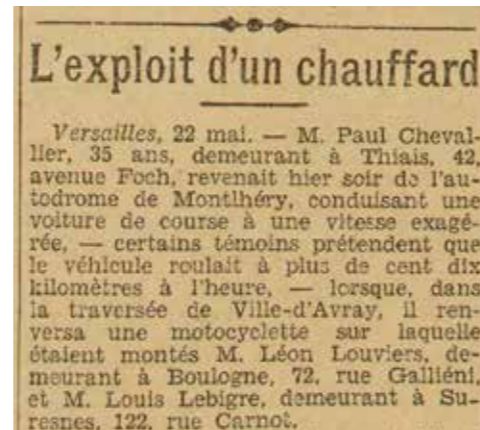 L'exploit d'un chauffard
Versailles, 22 mai. — M. Paul Cheval-
lier, 35 ans, demeurant à Thiais, 42,
avenue Foch, revenait hier soir de l'au-
todrome de Montlhéry, conduisant une
voiture de course à une vitesse exagé-
rée, — certains témoins prétendent que
le véhicule roulait à plus de cent dix
kilomètres à l'heure, — lorsque, dans
la traversée de Ville-d'Avray, il ren-
versa une motocyclette sur laquelle
étaient montés M. Léon Louviers, de-
meurant à Boulogne, 72, rue Galliéni,
et M. Louis Lebigre, demeurant à Su-
resnes, 122, rue Carnot.